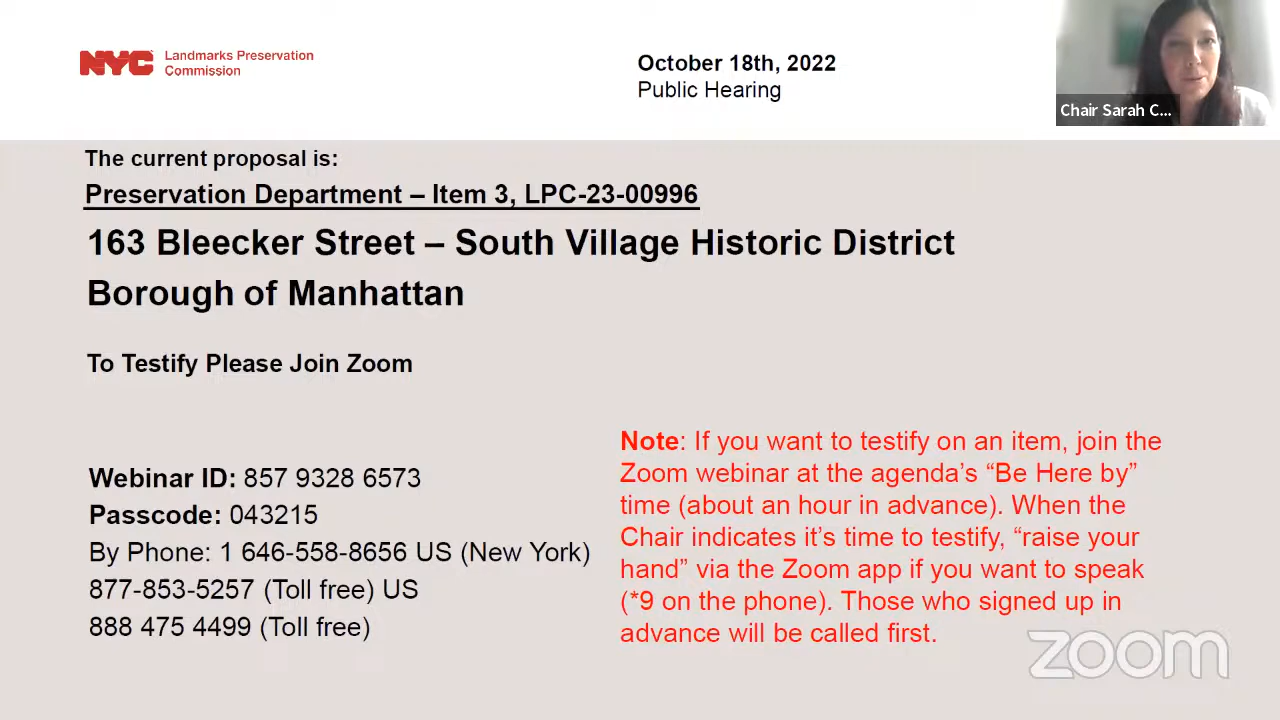 NYC Landmarks Preservation
Commission
October 18th, 2022
Public Hearing
Chair Sarah C...
The current proposal is:
Preservation Department – Item 3, LPC-23-00996
163 Bleecker Street – South Village Historic District
Borough of Manhattan
To Testify Please Join Zoom
Webinar ID: 857 9328 6573
Passcode: 043215
By Phone: 1 646-558-8656 US (New York)
877-853-5257 (Toll free) US
888 475 4499 (Toll free)
Note: If you want to testify on an item, join the
Zoom webinar at the agenda’s “Be Here by”
time (about an hour in advance). When the
Chair indicates it’s time to testify, “raise your
hand” via the Zoom app if you want to speak
(*9 on the phone). Those who signed up in
advance will be called first.
zoom